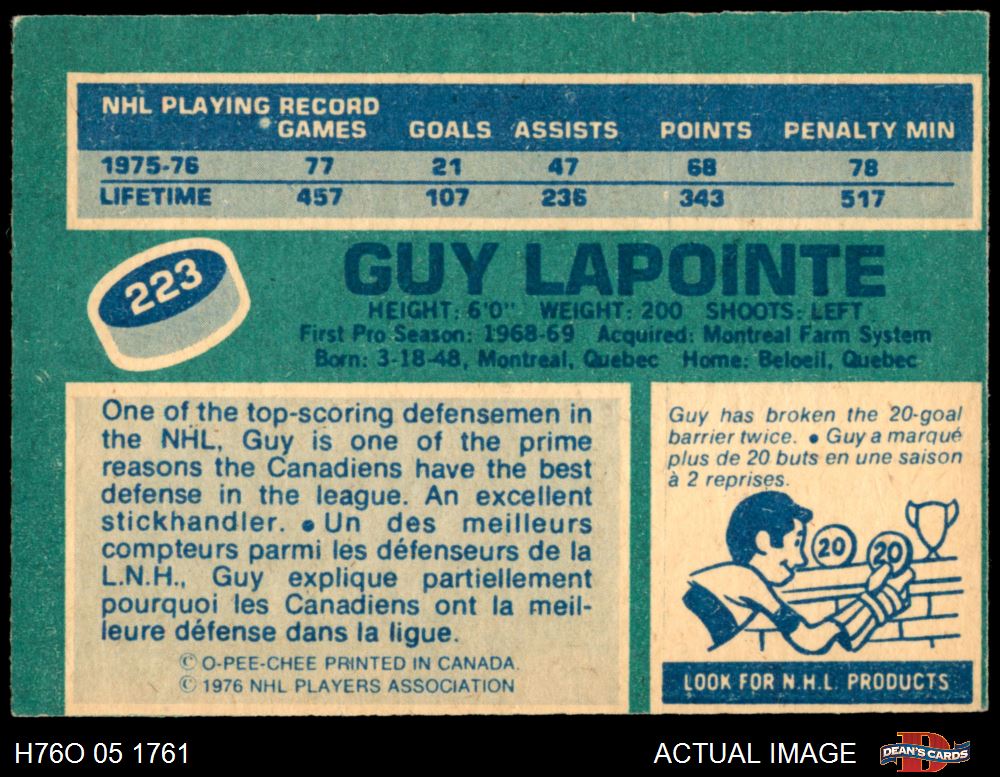 NHL PLAYING RECORD
GAMES GOALS ASSISTS POINTS PENALTY MIN
1975-76 77 21 47 68 78
LIFETIME 457 107 236 343 517
223
GUY LAPOINTE
HEIGHT: 6'0" WEIGHT: 200 SHOOTS: LEFT
First Pro Season: 1968-69 Acquired: Montreal Farm System
Born: 3-18-48, Montreal, Quebec Home: Beloeil, Quebec
One of the top-scoring defensemen in
the NHL, Guy is one of the prime
reasons the Canadiens have the best
defense in the league. An excellent
stickhandler. ● Un des meilleurs
compteurs parmi les défenseurs de la
L.N.H., Guy explique partiellement
pourquoi les Canadiens ont la meil-
leure défense dans la ligue.
© O-PEE-CHEE PRINTED IN CANADA.
© 1976 NHL PLAYERS ASSOCIATION
Guy has broken the 20-goal
barrier twice. ● Guy a marqué
plus de 20 buts en une saison
à 2 reprises.
20 20
LOOK FOR N.H.L. PRODUCTS
H76O 05 1761
ACTUAL IMAGE
DEAN'S CARDS